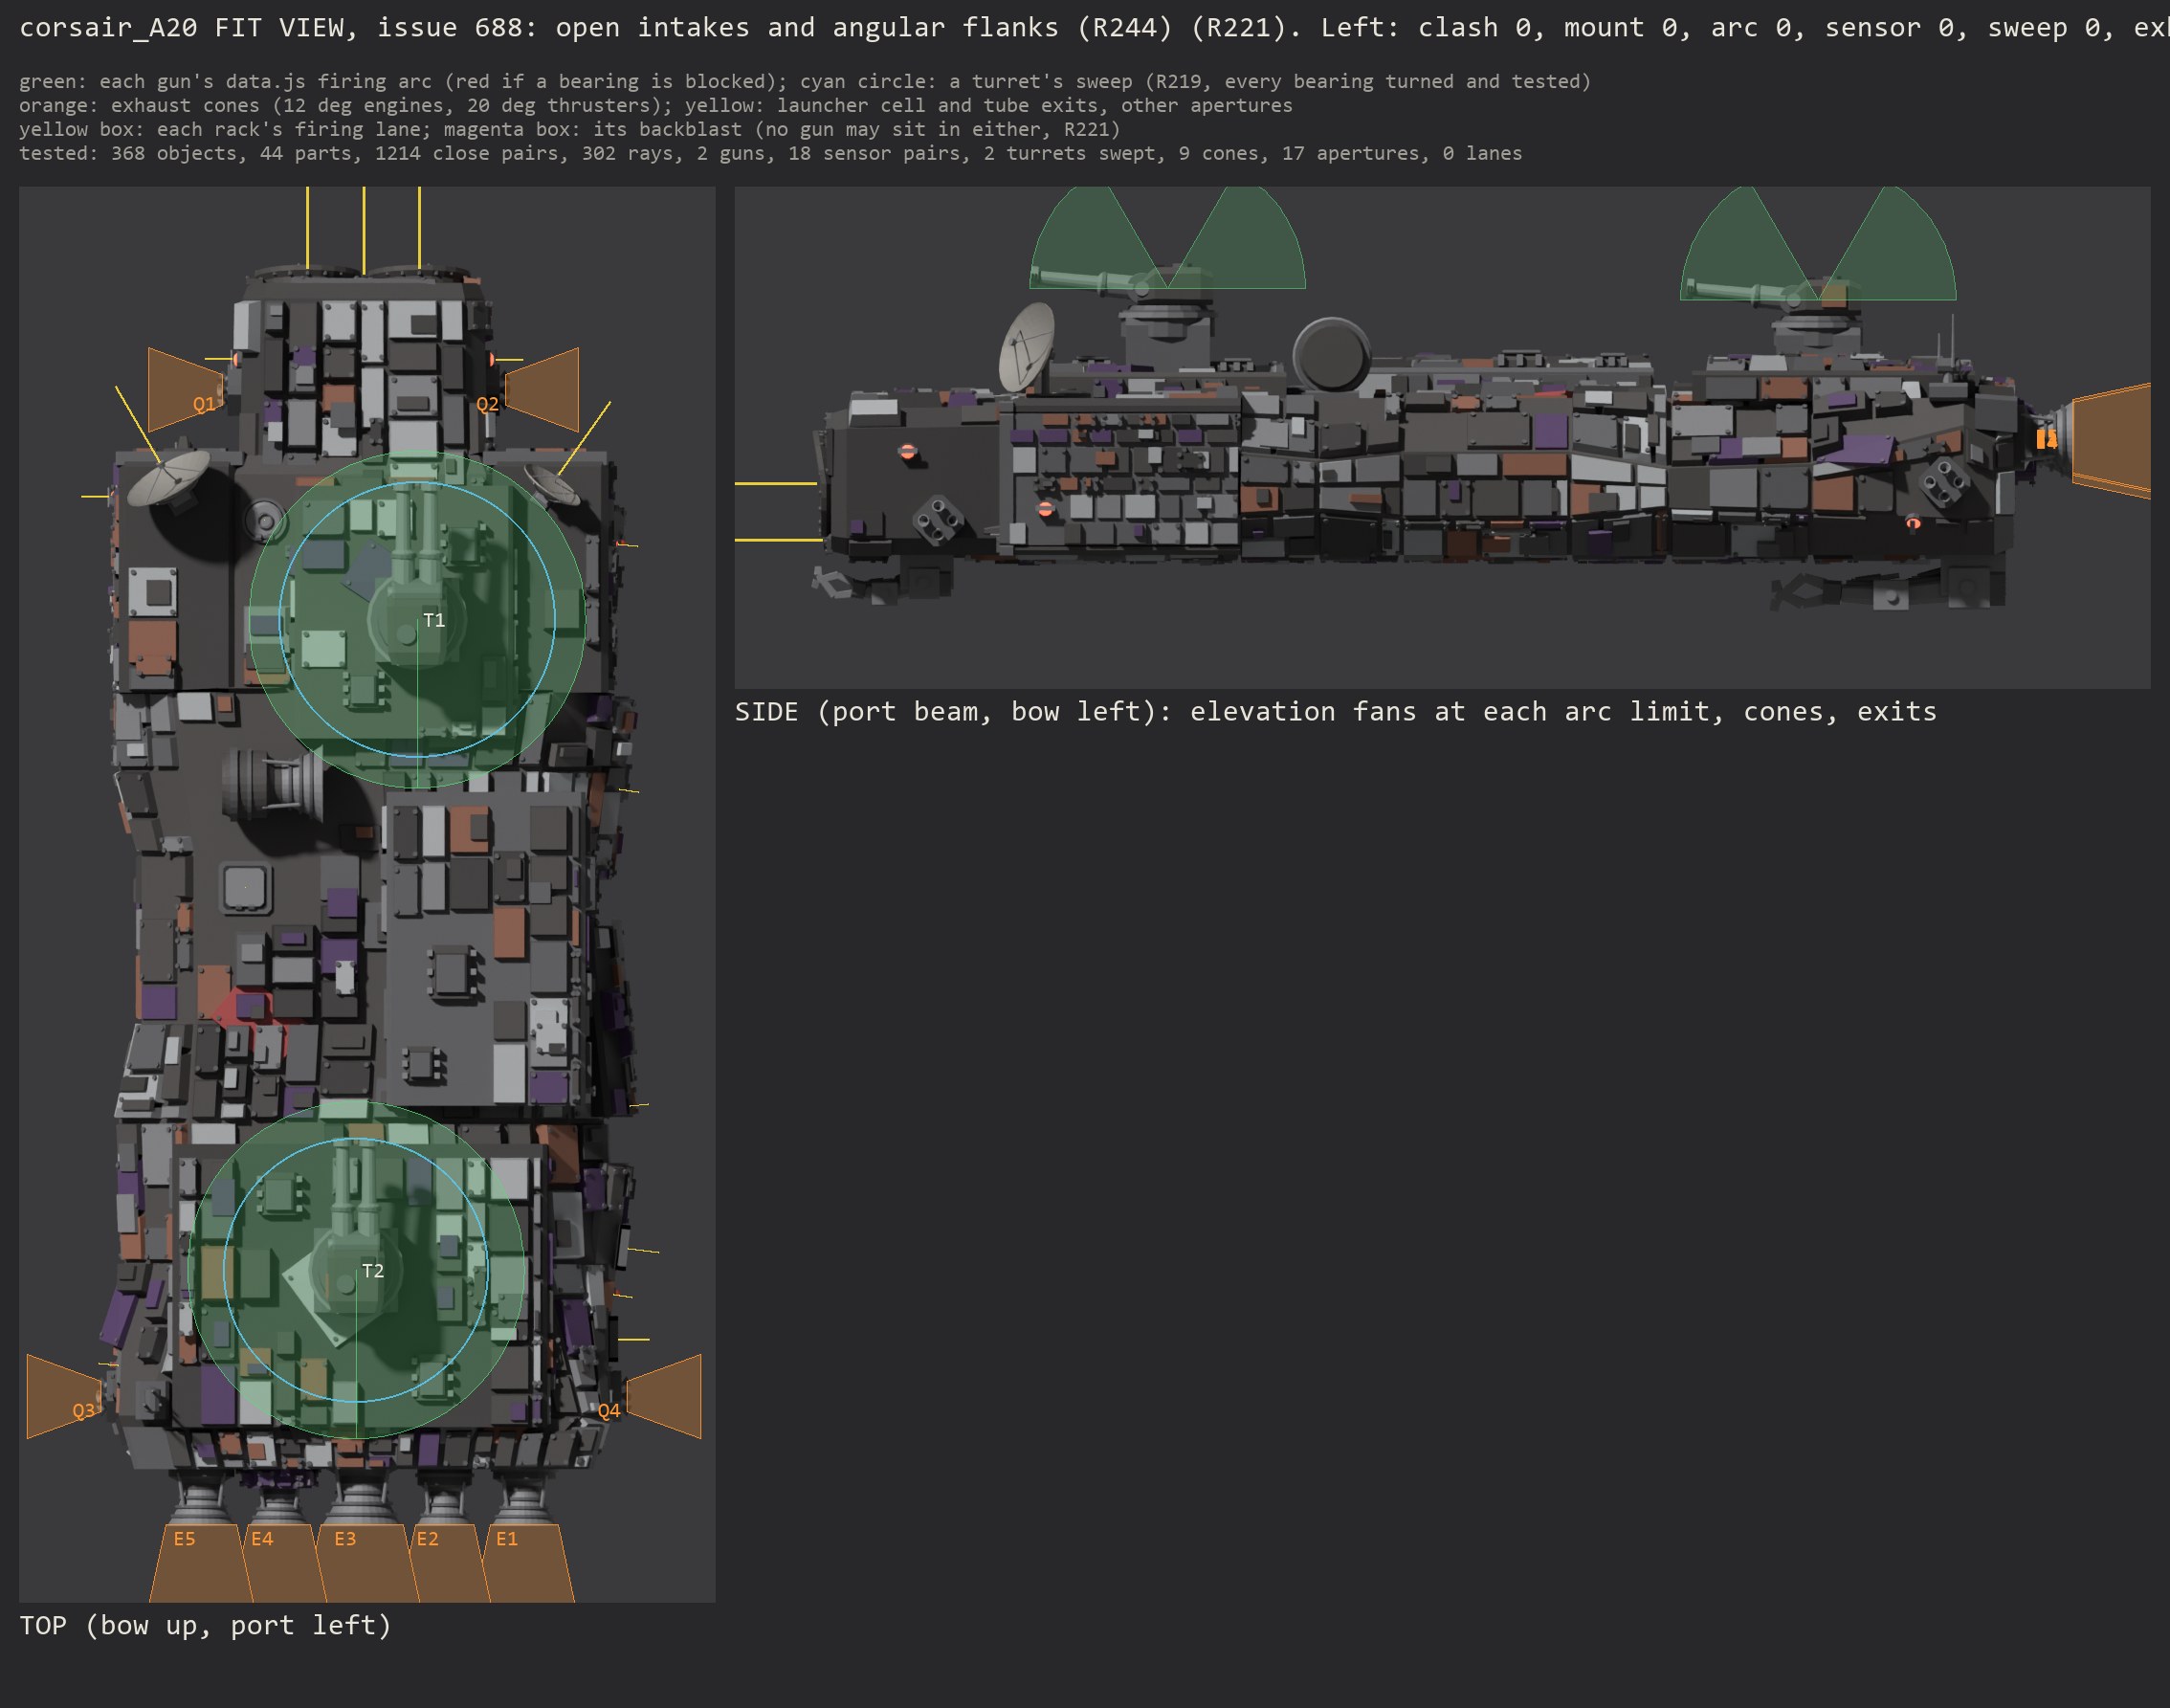 corsair_A20 FIT VIEW, issue 688: open intakes and angular flanks (R244) (R221). Left: clash 0, mount 0, arc 0, sensor 0, sweep 0, exh
green: each gun's data.js firing arc (red if a bearing is blocked); cyan circle: a turret's sweep (R219, every bearing turned and tested)
orange: exhaust cones (12 deg engines, 20 deg thrusters); yellow: launcher cell and tube exits, other apertures
yellow box: each rack's firing lane; magenta box: its backblast (no gun may sit in either, R221)
tested: 368 objects, 44 parts, 1214 close pairs, 302 rays, 2 guns, 18 sensor pairs, 2 turrets swept, 9 cones, 17 apertures, 0 lanes
Q1
Q2
T1
SIDE (port beam, bow left): elevation fans at each arc limit, cones, exits
T2
Q3
Q4
E5
E4
E3
E2
E1
TOP (bow up, port left)